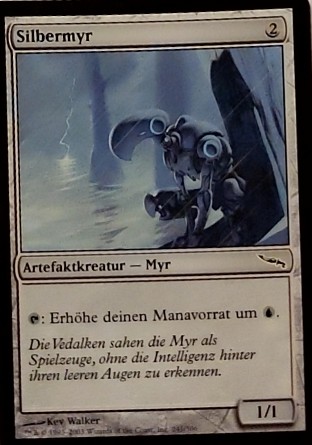 Silbermyr 2
Artefaktkreatur — Myr
: Erhöhe deinen Manavorrat um .
Die Vedalken sahen die Myr als
Spielzeuge, ohne die Intelligenz hinter
ihren leeren Augen zu erkennen.
1/1
Kev Walker